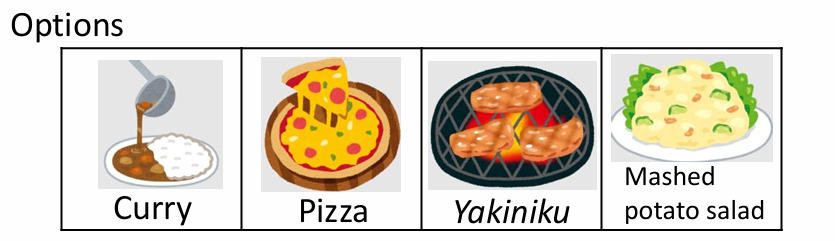 Options
Curry
Pizza
Yakiniku
Mashed
potato salad